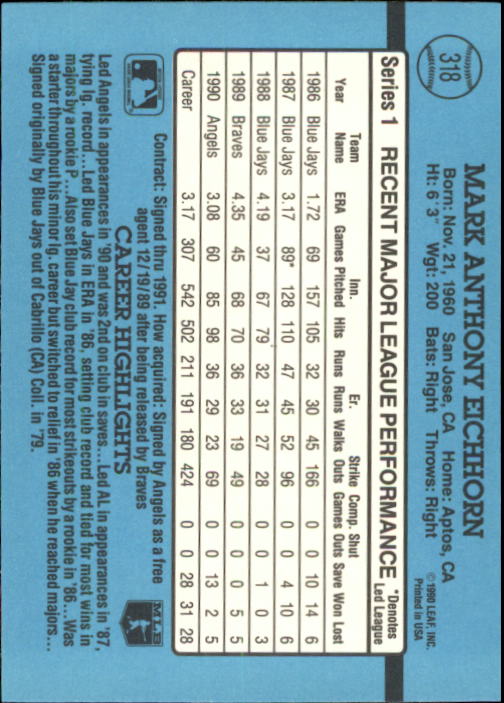 318
MARK ANTHONY EICHHORN
Born: Nov. 21, 1960 San Jose, CA Home: Aptos, CA
Ht: 6' 3" Wgt: 200 Bats: Right Throws: Right
© 1990 LEAF, INC.
Printed in USA
Series 1 RECENT MAJOR LEAGUE PERFORMANCE *Denotes Led League
Year Team Name ERA Games Inn. Pitched Hits Runs Er. Runs Walks Strike Outs Comp. Games Shut Outs Save Won Lost
1986 Blue Jays 1.72 69 157 105 32 30 45 166 0 0 10 14 6
1987 Blue Jays 3.17 89* 128 110 47 45 52 96 0 0 4 10 6
1988 Blue Jays 4.19 37 67 79 32 31 27 28 0 0 1 0 3
1989 Braves 4.35 45 68 70 36 33 19 49 0 0 0 5 5
1990 Angels 3.08 60 85 98 36 29 23 69 0 0 13 2 5
Career 3.17 307 542 502 211 191 180 424 0 0 28 31 28
Contract: Signed thru 1991. How acquired: Signed by Angels as a free
agent 12/19/89 after being released by Braves
MLB
CAREER HIGHLIGHTS
Led Angels in appearances in '90 and was 2nd on club in saves...Led AL in appearances in '87,
tying lg. record...Led Blue Jays in ERA in '86, setting club record and tied for most wins in
majors by a rookie P...Also set Blue Jay club record for most strikeouts by a rookie in '86...Was
a starter throughout his minor lg. career but switched to relief in '86 when he reached majors...
Signed originally by Blue Jays out of Cabrillo (CA) Coll. in 79.